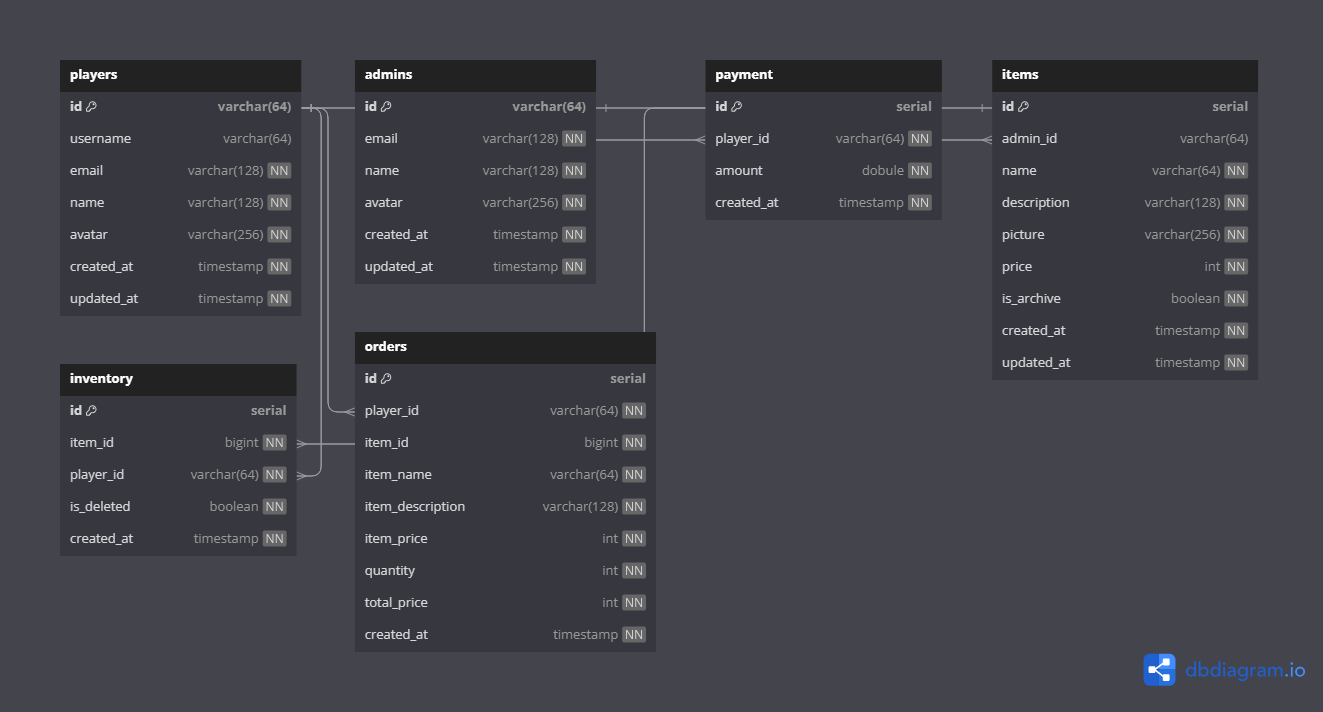 players
id varchar(64)
username varchar(64)
email varchar(128) NN
name varchar(128) NN
avatar varchar(256) NN
created_at timestamp NN
updated_at timestamp NN
admins
id varchar(64)
email varchar(128) NN
name varchar(128) NN
avatar varchar(256) NN
created_at timestamp NN
updated_at timestamp NN
payment
id serial
player_id varchar(64) NN
amount dobule NN
created_at timestamp NN
items
id serial
admin_id varchar(64)
name varchar(64) NN
description varchar(128) NN
picture varchar(256) NN
price int NN
is_archive boolean NN
created_at timestamp NN
updated_at timestamp NN
inventory
id serial
item_id bigint NN
player_id varchar(64) NN
is_deleted boolean NN
created_at timestamp NN
orders
id serial
player_id varchar(64) NN
item_id bigint NN
item_name varchar(64) NN
item_description varchar(128) NN
item_price int NN
quantity int NN
total_price int NN
created_at timestamp NN
dbdiagram.io